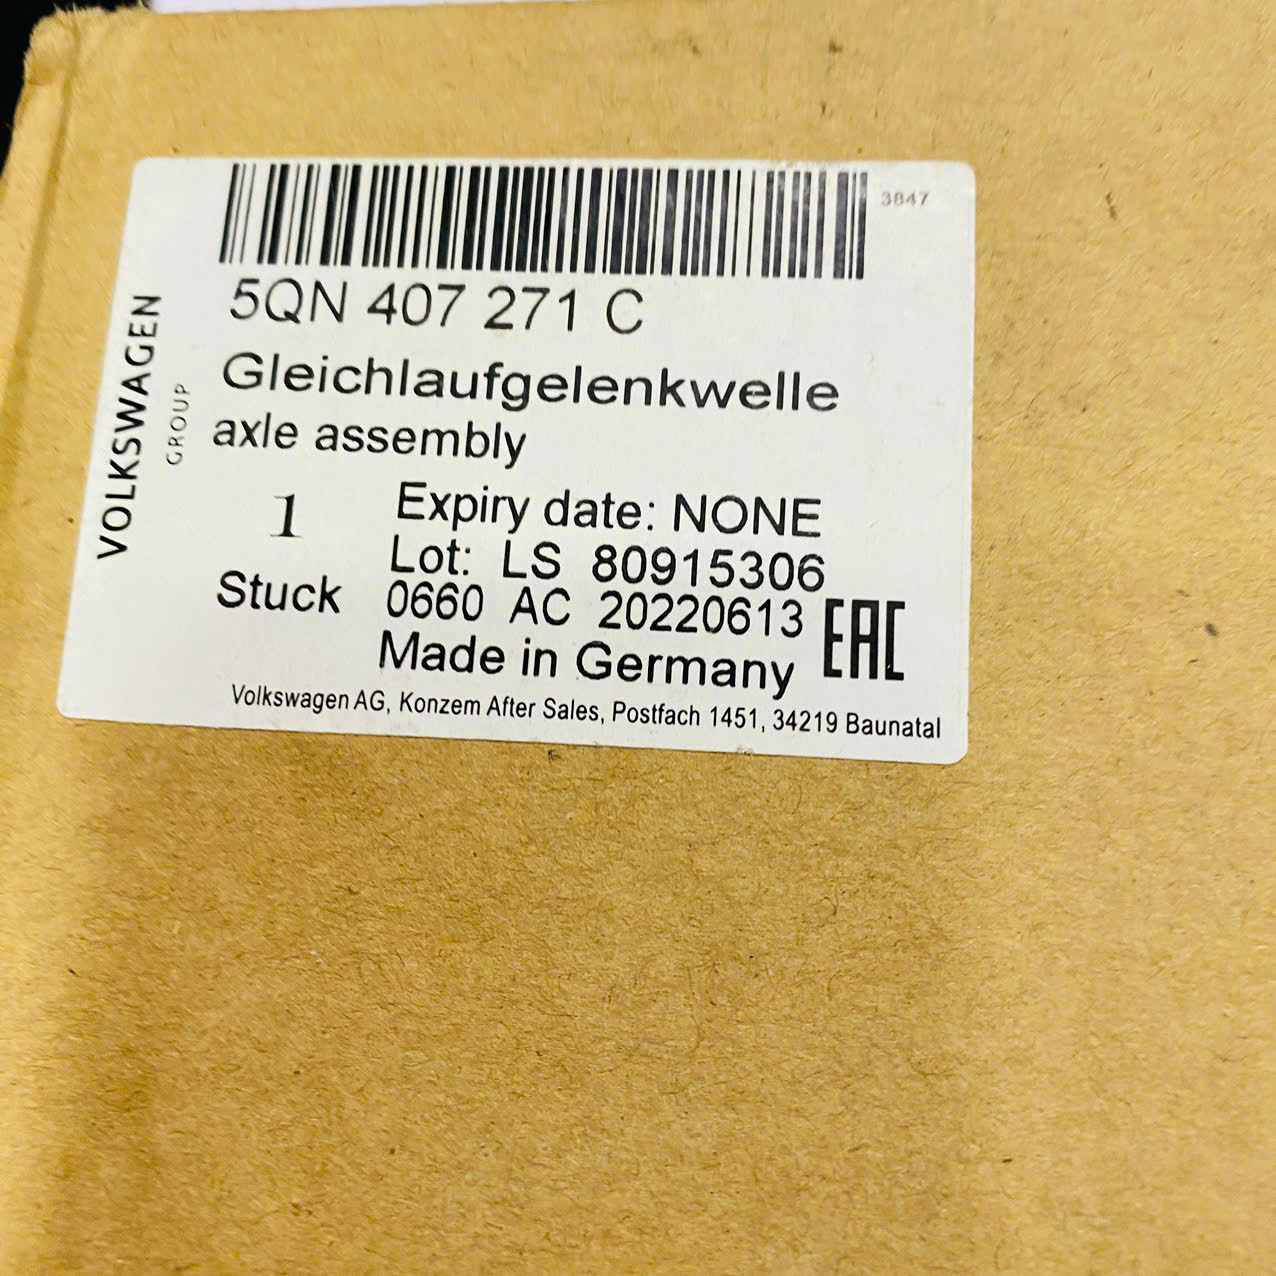 3847
5QN 407 271 C
Gleichlaufgelenkwelle
axle assembly
1
Stuck
Expiry date: NONE
Lot: LS 80915306
0660 AC 20220613
Made in Germany
EAC
Volkswagen AG, Konzem After Sales, Postfach 1451, 34219 Baunatal
VOLKSWAGEN
GROUP